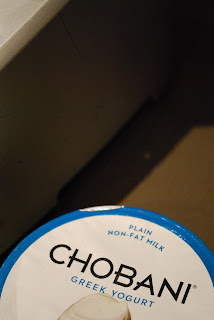 PLAIN
NON-FAT MILK
CHOBANI®
GREEK YOGURT